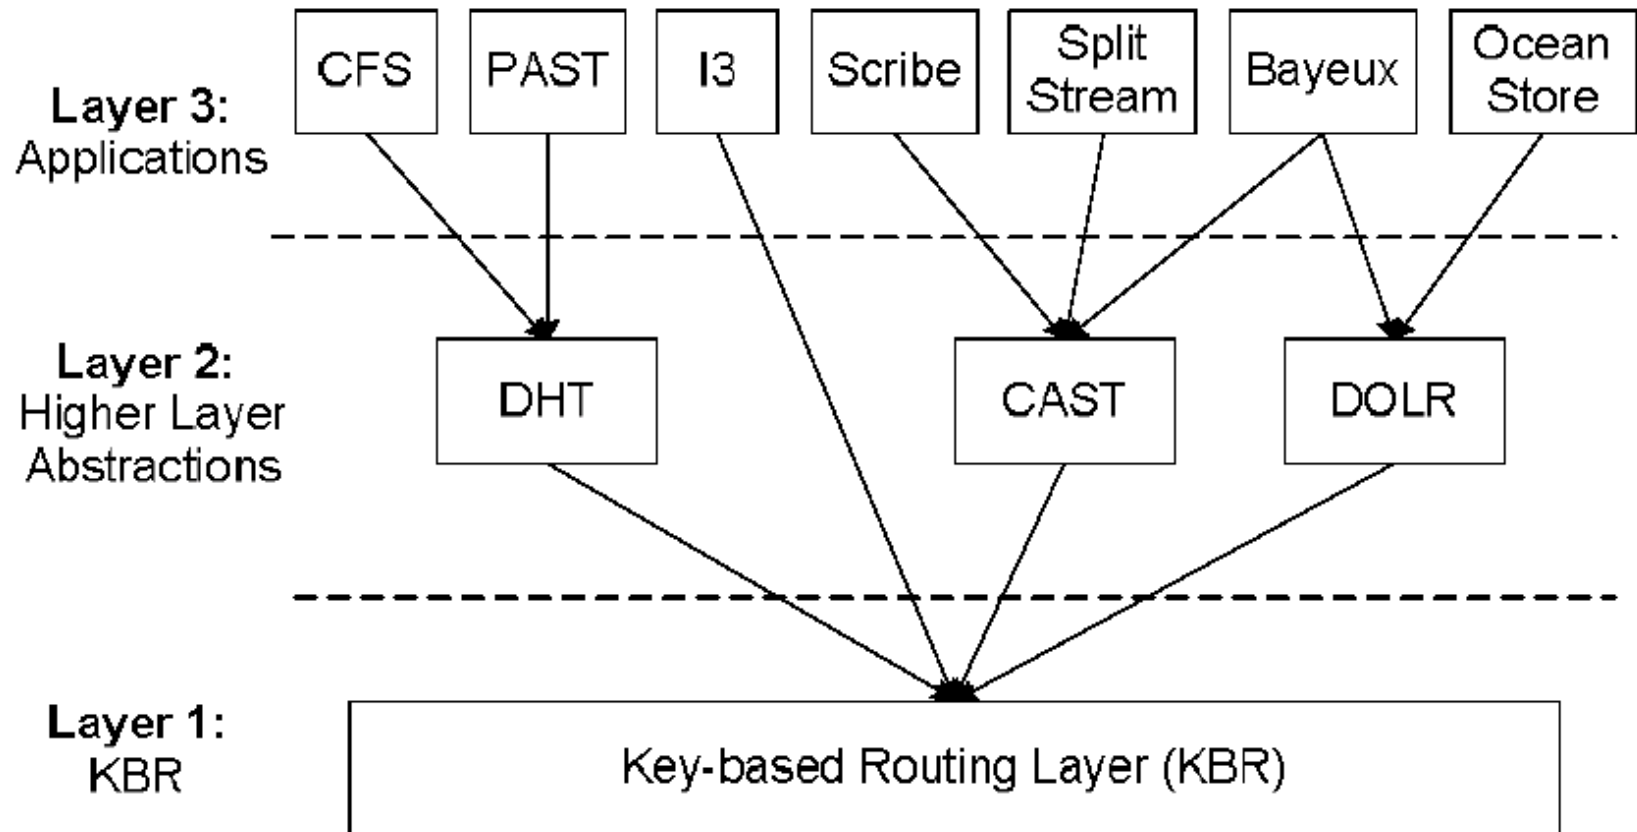 Layer 3:
Applications
CFS
PAST
I3
Scribe
Split
Stream
Bayeux
Ocean
Store
Layer 2:
Higher Layer
Abstractions
DHT
CAST
DOLR
Layer 1:
KBR
Key-based Routing Layer (KBR)